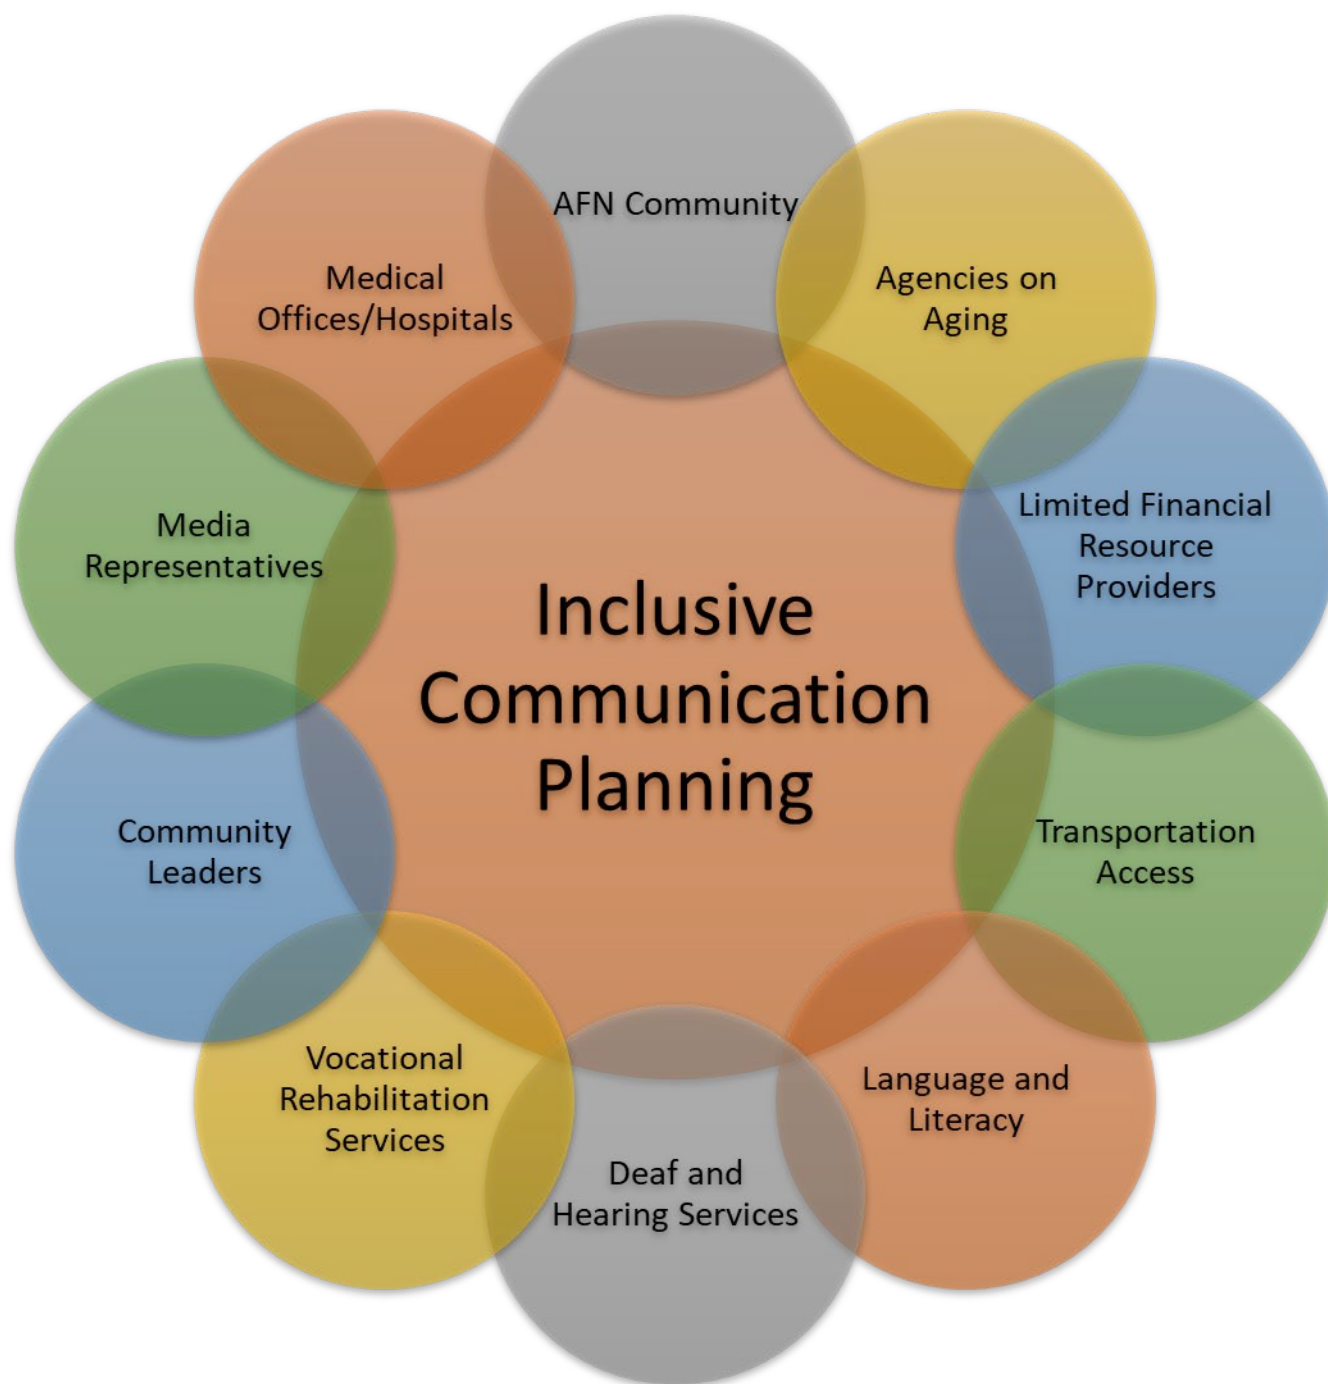 AFN Community
Agencies on
Aging
Limited Financial
Resource
Providers
Transportation
Access
Language and
Literacy
Deaf and
Hearing Services
Vocational
Rehabilitation
Services
Community
Leaders
Media
Representatives
Medical
Offices/Hospitals
Inclusive
Communication
Planning